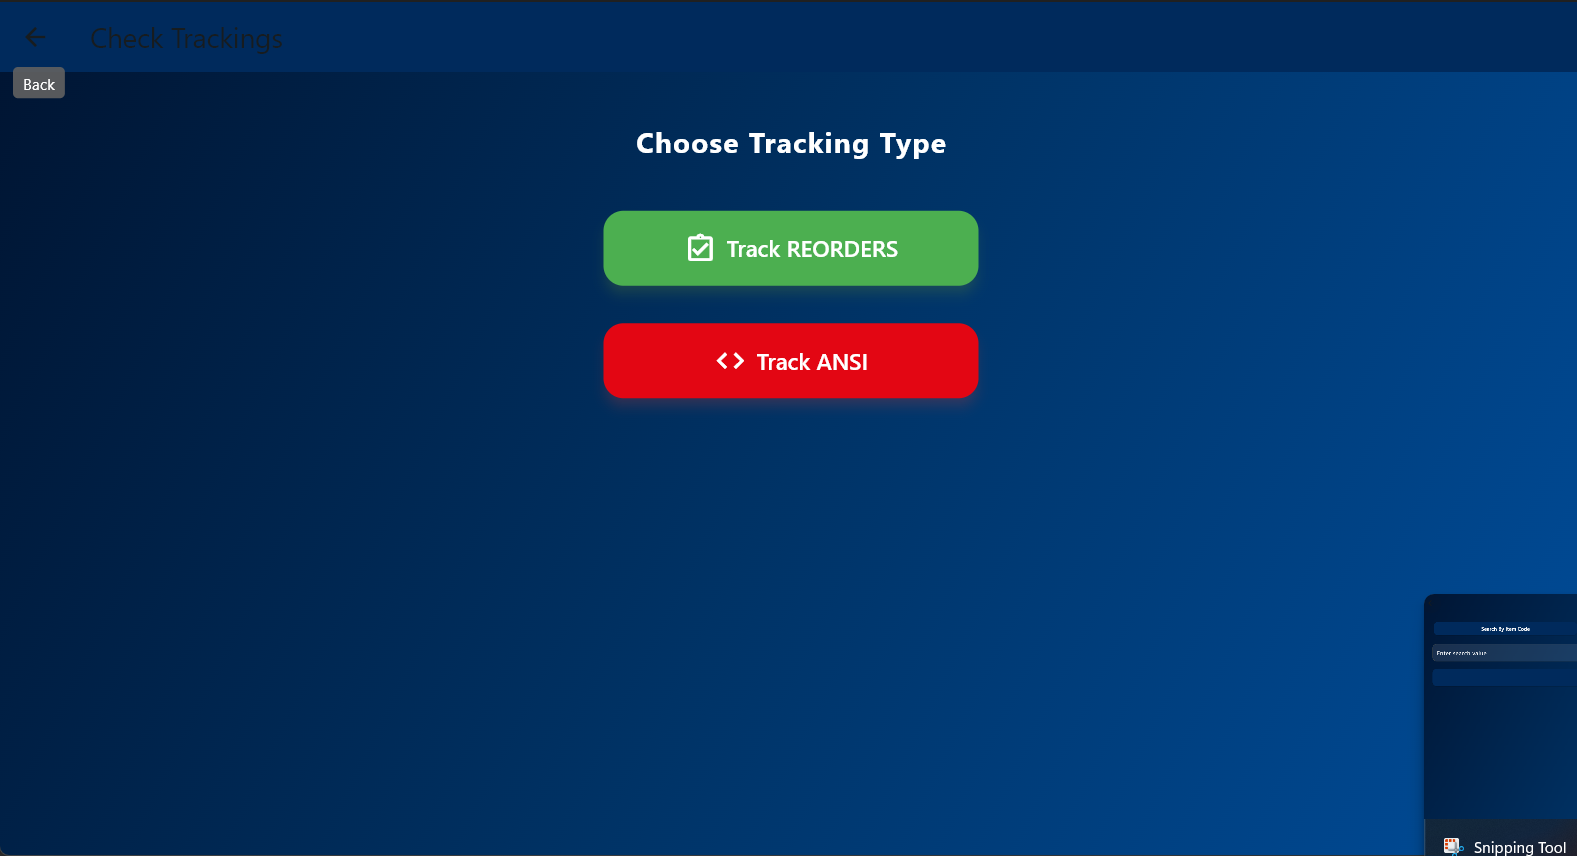 Check Trackings
Back
Choose Tracking Type
Track REORDERS
Track ANSI
Search By Item Code
Enter search value
Snipping Tool